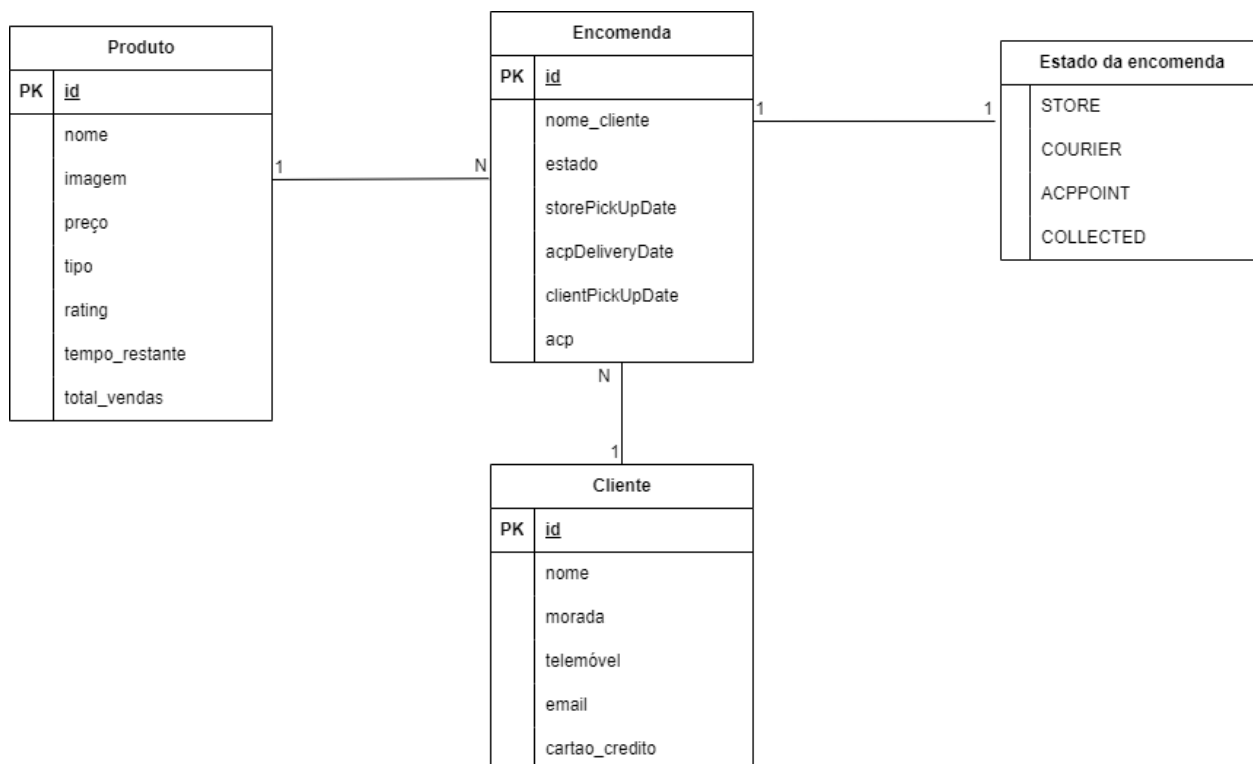 Produto
PK id
nome
imagem
preço
tipo
rating
tempo_restante
total_vendas
1
N
Encomenda
PK id
nome_cliente
estado
storePickUpDate
acpDeliveryDate
clientPickUpDate
acp
1
1
Estado da encomenda
STORE
COURIER
ACPPOINT
COLLECTED
N
1
Cliente
PK id
nome
morada
telemóvel
email
cartao_credito